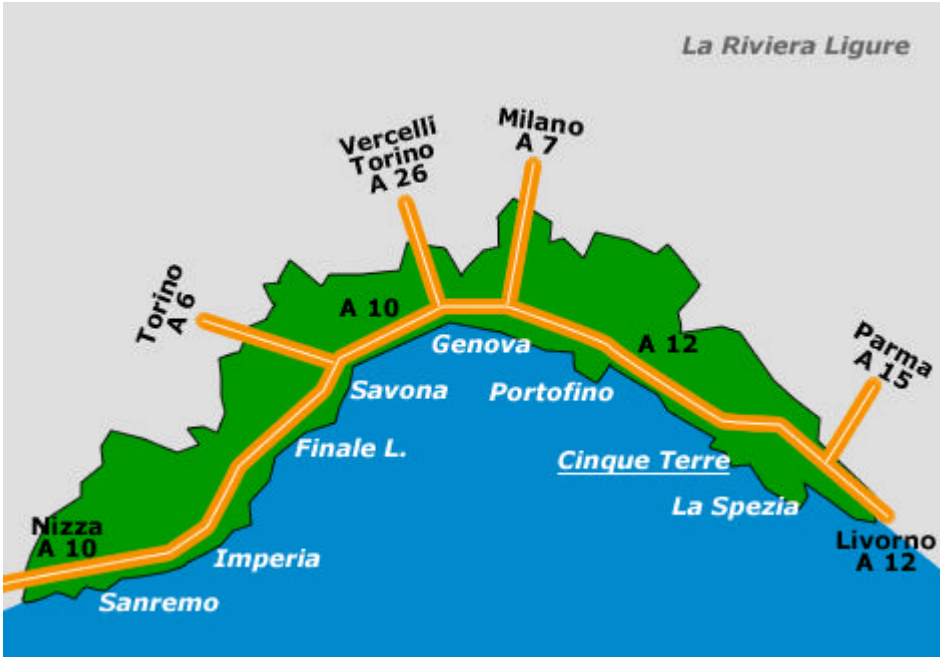 La Riviera Ligure
Milano
A 7
Vercelli
Torino
A 26
Torino
A 6
A 10
Genova
A 12
Parma
A 15
Savona
Portofino
Finale L.
Cinque Terre
La Spezia
Nizza
A 10
Livorno
A 12
Imperia
Sanremo